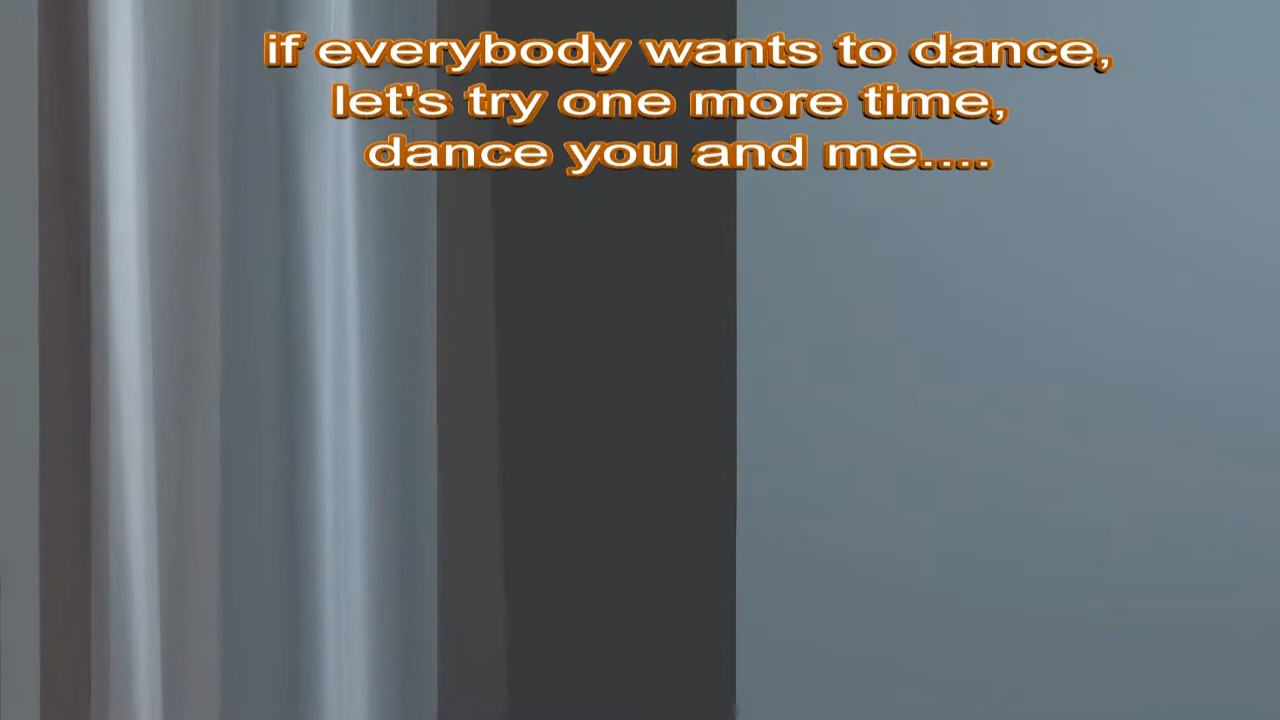 if everybody wants to dance,
let's try one more time,
dance you and me....